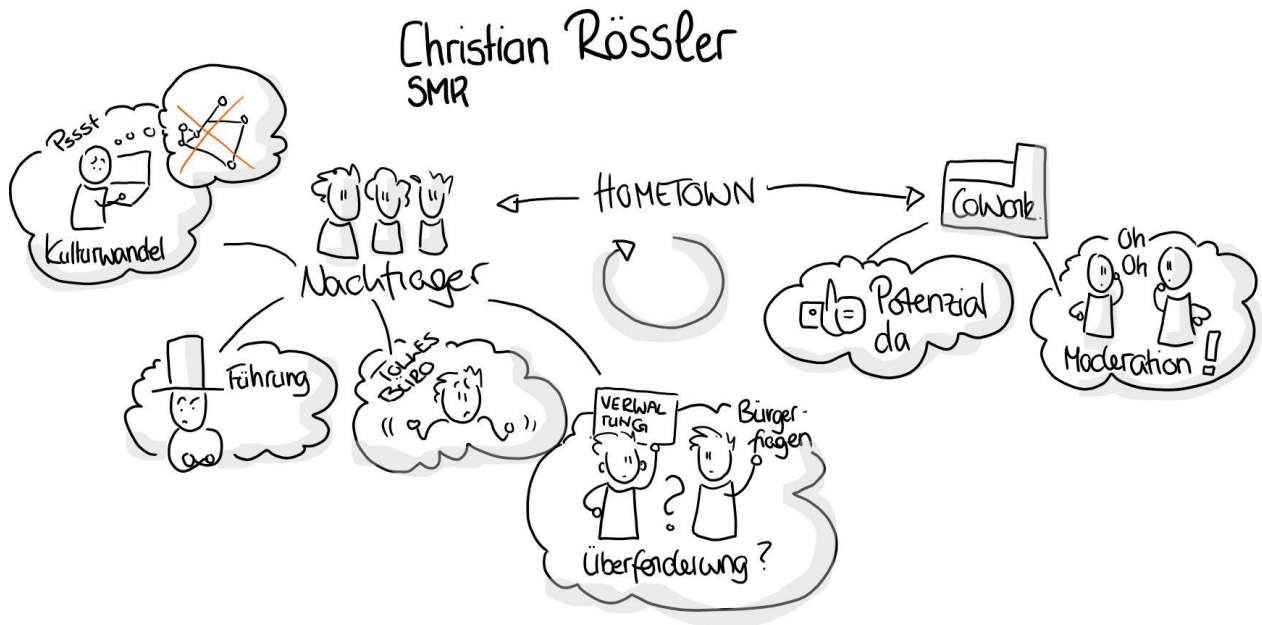 Christian Rössler
SMR
Pssst
Kulturwandel
Nachfrager
HOMETOWN
CoWork.
Potenzial
da
Oh
Oh
Moderation !
Führung
TOLLES
BÜRO
VERWAL
TUNG
Bürger-
fragen
?
Überforderung ?